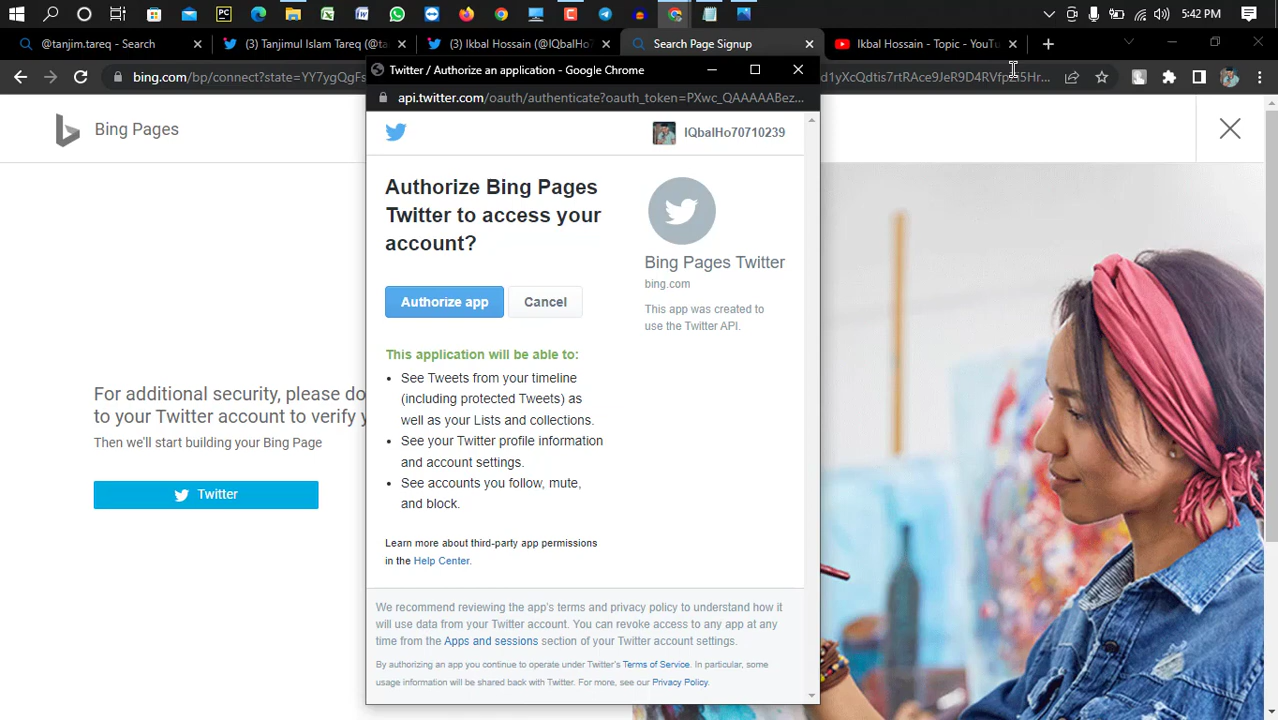 5:42 PM
@tanjim.tareq - Search
(3) Tanjimul Islam Tareq (@ta
(3) Ikbal Hossain (@IQbalHo7
Search Page Signup
Ikbal Hossain - Topic - YouTu
bing.com/bp/connect?state=YY7ygQgFs
Twitter / Authorize an application - Google Chrome
api.twitter.com/oauth/authenticate?oauth_token=PXwc_QAAAAABez...
Bing Pages
IQbalHo70710239
Authorize Bing Pages
Twitter to access your
account?
Authorize app
Cancel
Bing Pages Twitter
bing.com
This app was created to
use the Twitter API.
This application will be able to:
• See Tweets from your timeline
(including protected Tweets) as
well as your Lists and collections.
• See your Twitter profile information
and account settings.
• See accounts you follow, mute,
and block.
Learn more about third-party app permissions
in the Help Center.
We recommend reviewing the app's terms and privacy policy to understand how it
will use data from your Twitter account. You can revoke access to any app at any
time from the Apps and sessions section of your Twitter account settings.
By authorizing an app you continue to operate under Twitter's Terms of Service. In particular, some
usage information will be shared back with Twitter. For more, see our Privacy Policy.
For additional security, please do
to your Twitter account to verify y
Then we'll start building your Bing Page
Twitter